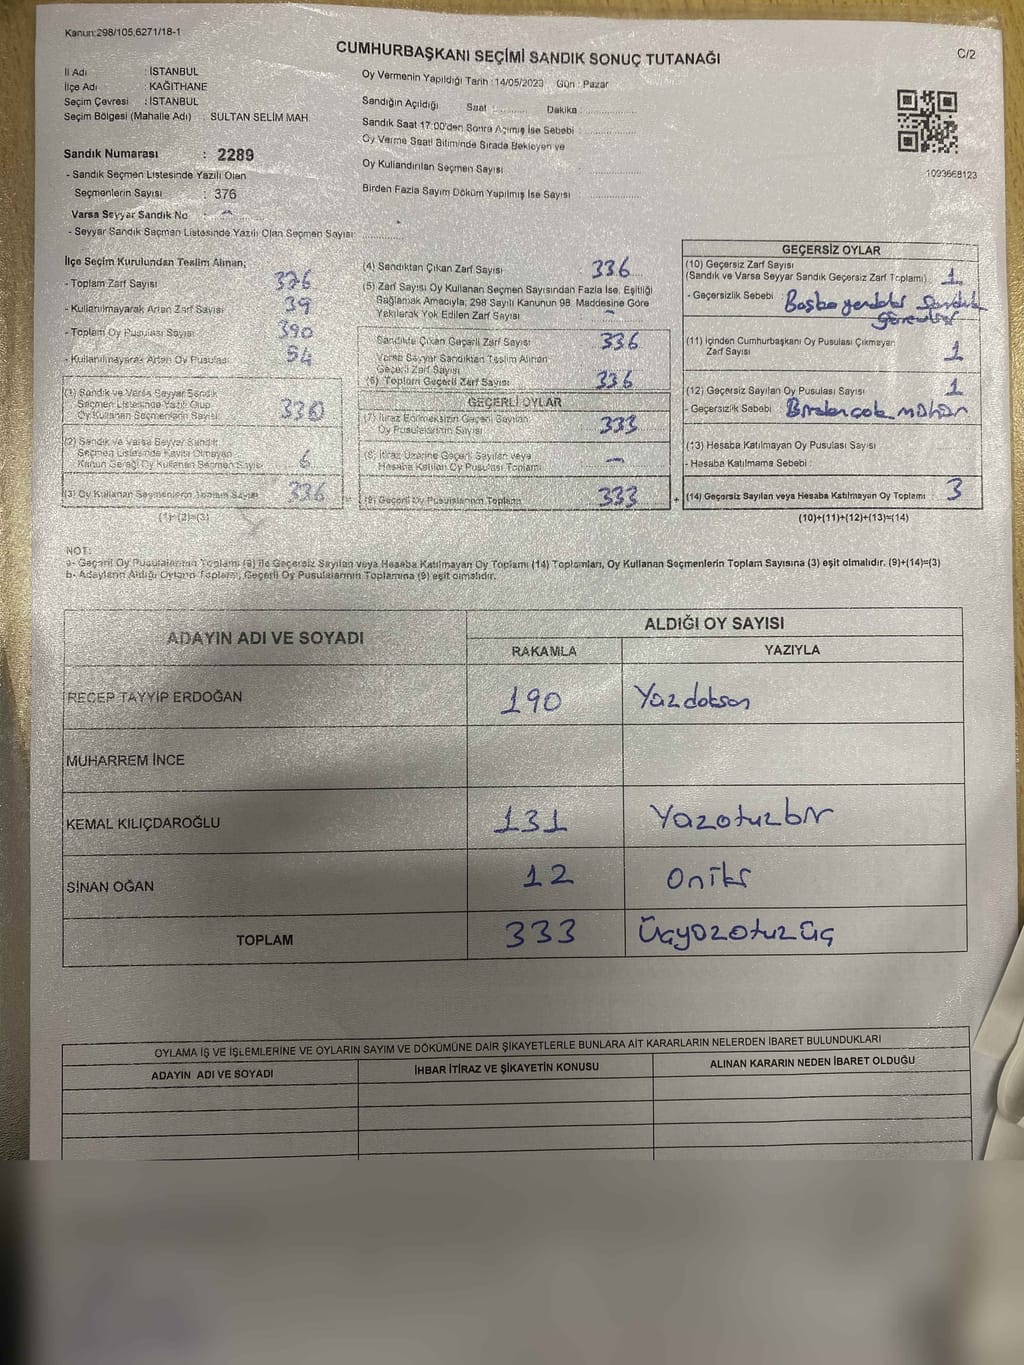 Kanun:298/105,6271/18-1
CUMHURBAŞKANI SEÇİMİ SANDIK SONUÇ TUTANAĞI
C/2
İl Adı : İSTANBUL
İlçe Adı : KAĞITHANE
Seçim Çevresi : İSTANBUL
Seçim Bölgesi (Mahalle Adı) : SULTAN SELİM MAH.
Sandık Numarası : 2289
- Sandık Seçmen Listesinde Yazılı Olan
Seçmenlerin Sayısı : 376
Varsa Seyyar Sandık No :
- Seyyar Sandık Seçmen Listesinde Yazılı Olan Seçmen Sayısı:
Oy Vermenin Yapıldığı Tarih : 14/05/2023 Gün : Pazar
Sandığın Açıldığı Saat : Dakika :
Sandık Saat 17:00'den Sonra Açılmış İse Sebebi :
Oy Verme Saati Bitiminde Sırada Bekleyen ve
Oy Kullandırılan Seçmen Sayısı
Birden Fazla Sayım Döküm Yapılmış İse Sayısı
1093668123
İlçe Seçim Kurulundan Teslim Alınan;
- Toplam Zarf Sayısı 376
- Kullanılmayarak Artan Zarf Sayısı 39
- Toplam Oy Pusulası Sayısı 390
- Kullanılmayarak Artan Oy Pusulası 54
(1) Sandık ve Varsa Seyyar Sandık
Seçmen Listesinde Yazılı Olup
Oy Kullanan Seçmenlerin Sayısı 330
(2) Sandık ve Varsa Seyyar Sandık
Seçmen Listesinde Kayıtlı Olmayan
Kanun Gereği Oy Kullanan Seçmen Sayısı 6
(3) Oy Kullanan Seçmenlerin Toplam Sayısı 336
(1)+(2)=(3)
(4) Sandıktan Çıkan Zarf Sayısı 336
(5) Zarf Sayısı Oy Kullanan Seçmen Sayısından Fazla İse, Eşitliği
Sağlamak Amacıyla; 298 Sayılı Kanunun 98. Maddesine Göre
Yakılarak Yok Edilen Zarf Sayısı -
Sandıkta Çıkan Geçerli Zarf Sayısı 336
Varsa Seyyar Sandıktan Teslim Alınan
Geçerli Zarf Sayısı
(6) Toplam Geçerli Zarf Sayısı 336
GEÇERLİ OYLAR
(7) İtiraz Edilmeksizin Geçerli Sayılan
Oy Pusulalarının Sayısı 333
(8) İtiraz Üzerine Geçerli Sayılan veya
Hesaba Katılan Oy Pusulası Toplamı -
(9) Geçerli Oy Pusulalarının Toplamı 333
+
GEÇERSİZ OYLAR
(10) Geçersiz Zarf Sayısı
(Sandık ve Varsa Seyyar Sandık Geçersiz Zarf Toplamı) 1
- Geçersizlik Sebebi :
(11) İçinden Cumhurbaşkanı Oy Pusulası Çıkmayan
Zarf Sayısı 1
(12) Geçersiz Sayılan Oy Pusulası Sayısı 1
- Geçersizlik Sebebi : Birden çok mühür
(13) Hesaba Katılmayan Oy Pusulası Sayısı
- Hesaba Katılmama Sebebi :
(14) Geçersiz Sayılan veya Hesaba Katılmayan Oy Toplamı 3
(10)+(11)+(12)+(13)=(14)
NOT:
a- Geçerli Oy Pusulalarının Toplamı (9) ile Geçersiz Sayılan veya Hesaba Katılmayan Oy Toplamı (14) Toplamları, Oy Kullanan Seçmenlerin Toplam Sayısına (3) eşit olmalıdır. (9)+(14)=(3)
b- Adayların Aldığı Oyların Toplamı, Geçerli Oy Pusulalarının Toplamına (9) eşit olmalıdır.
ADAYIN ADI VE SOYADI
ALDIĞI OY SAYISI
RAKAMLA YAZIYLA
RECEP TAYYİP ERDOĞAN 190 Yüzdoksan
MUHARREM İNCE
KEMAL KILIÇDAROĞLU 131 Yüzotuzbir
SİNAN OĞAN 12 Oniki
TOPLAM 333 Üçyüzotuzüç
OYLAMA İŞ VE İŞLEMLERİNE VE OYLARIN SAYIM VE DÖKÜMÜNE DAİR ŞİKAYETLERLE BUNLARA AİT KARARLARIN NELERDEN İBARET BULUNDUKLARI
ADAYIN ADI VE SOYADI İHBAR İTİRAZ VE ŞİKAYETİN KONUSU ALINAN KARARIN NEDEN İBARET OLDUĞU